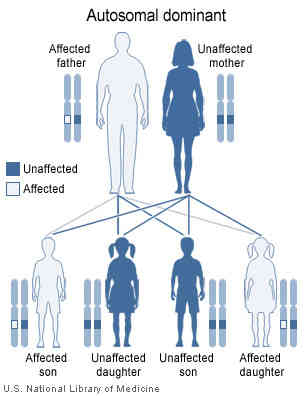 Autosomal dominant
Affected
father
Unaffected
mother
Unaffected
Affected
Affected
son
Unaffected
daughter
Unaffected
son
Affected
daughter
U.S. National Library of Medicine